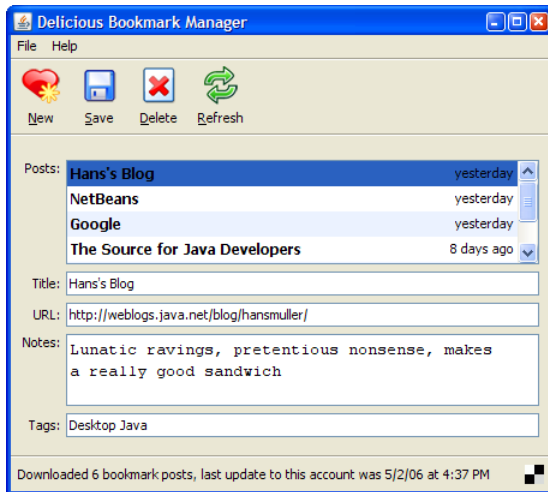 Delicious Bookmark Manager
File Help
New Save Delete Refresh
Posts: Hans's Blog yesterday
NetBeans yesterday
Google yesterday
The Source for Java Developers 8 days ago
Title: Hans's Blog
URL: http://weblogs.java.net/blog/hansmuller/
Notes: Lunatic ravings, pretentious nonsense, makes
a really good sandwich
Tags: Desktop Java
Downloaded 6 bookmark posts, last update to this account was 5/2/06 at 4:37 PM